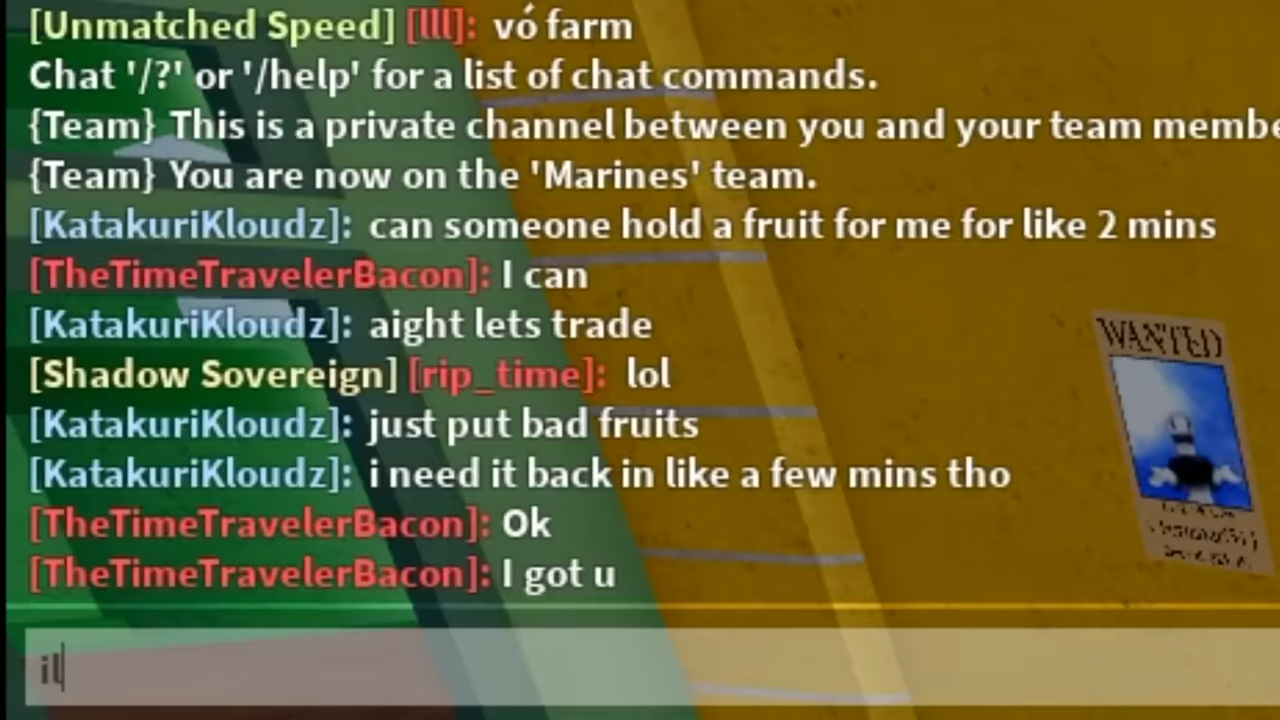 [Unmatched Speed] [lll]: vó farm
Chat '/?' or '/help' for a list of chat commands.
{Team} This is a private channel between you and your team membe
{Team} You are now on the 'Marines' team.
[KatakuriKloudz]: can someone hold a fruit for me for like 2 mins
[TheTimeTravelerBacon]: I can
[KatakuriKloudz]: aight lets trade
[Shadow Sovereign] [rip_time]: lol
[KatakuriKloudz]: just put bad fruits
[KatakuriKloudz]: i need it back in like a few mins tho
[TheTimeTravelerBacon]: Ok
[TheTimeTravelerBacon]: I got u
il
WANTED